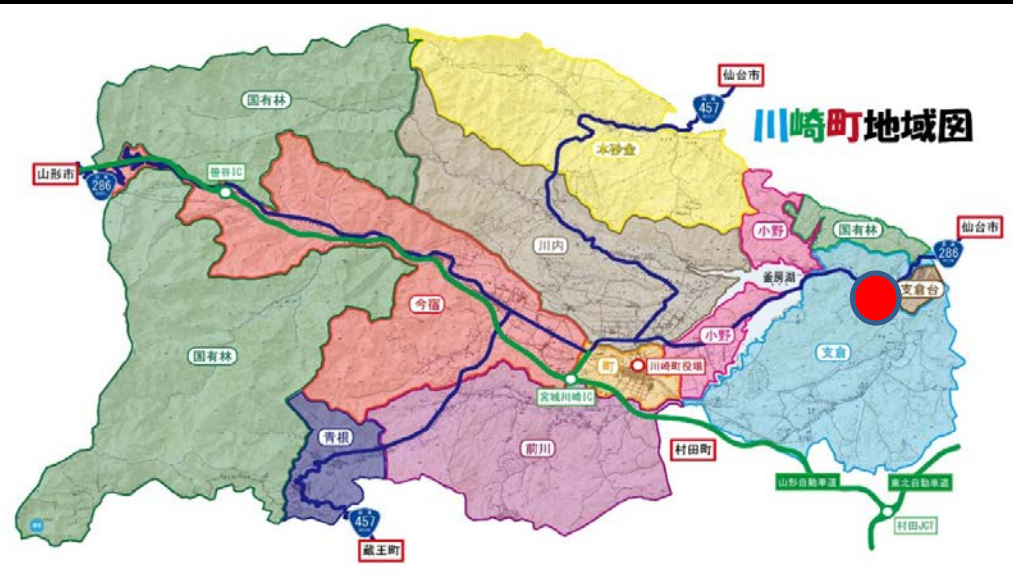 川崎町地域図
仙台市
457
国有林
本砂金
山形市
286
笹谷IC
小野
国有林
仙台市
286
川内
釜房湖
支倉台
今宿
小野
国有林
町
川崎町役場
支倉
宮城川崎IC
青根
前川
村田町
山形自動車道
東北自動車道
457
村田JCT
蔵王町